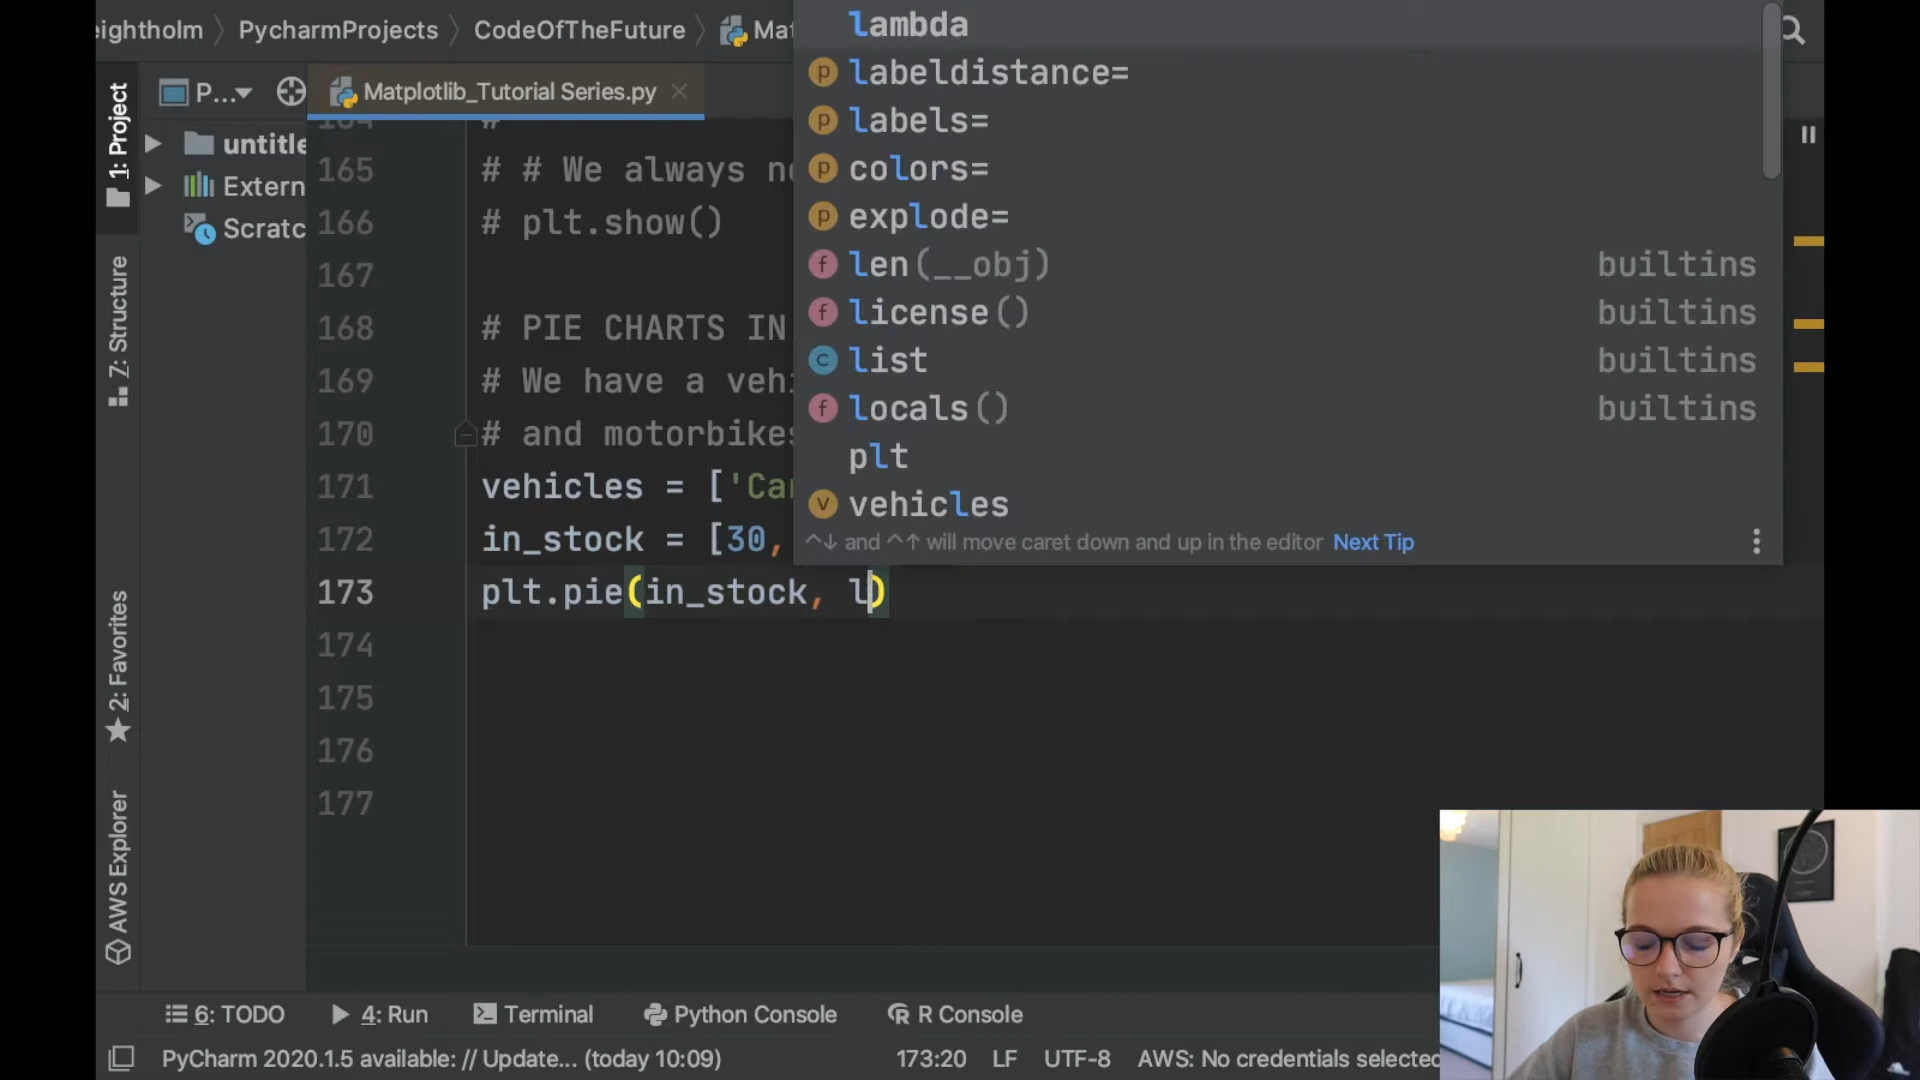 eightholm
PycharmProjects
CodeOfTheFuture
Mat
1: Project
P...
Matplotlib_Tutorial Series.py
untitle
Extern
Scratc
Z: Structure
2: Favorites
AWS Explorer
165 # # We always n
166 # plt.show()
167
168 # PIE CHARTS IN
169 # We have a vehi
170 # and motorbikes
171 vehicles = ['Car
172 in_stock = [30,
173 plt.pie(in_stock, l)
174
175
176
177
lambda
labeldistance=
labels=
colors=
explode=
len(__obj) builtins
license() builtins
list builtins
locals() builtins
plt
vehicles
^↓ and ^↑ will move caret down and up in the editor Next Tip
6: TODO
4: Run
Terminal
Python Console
R Console
PyCharm 2020.1.5 available: // Update... (today 10:09)
173:20
LF
UTF-8
AWS: No credentials selected